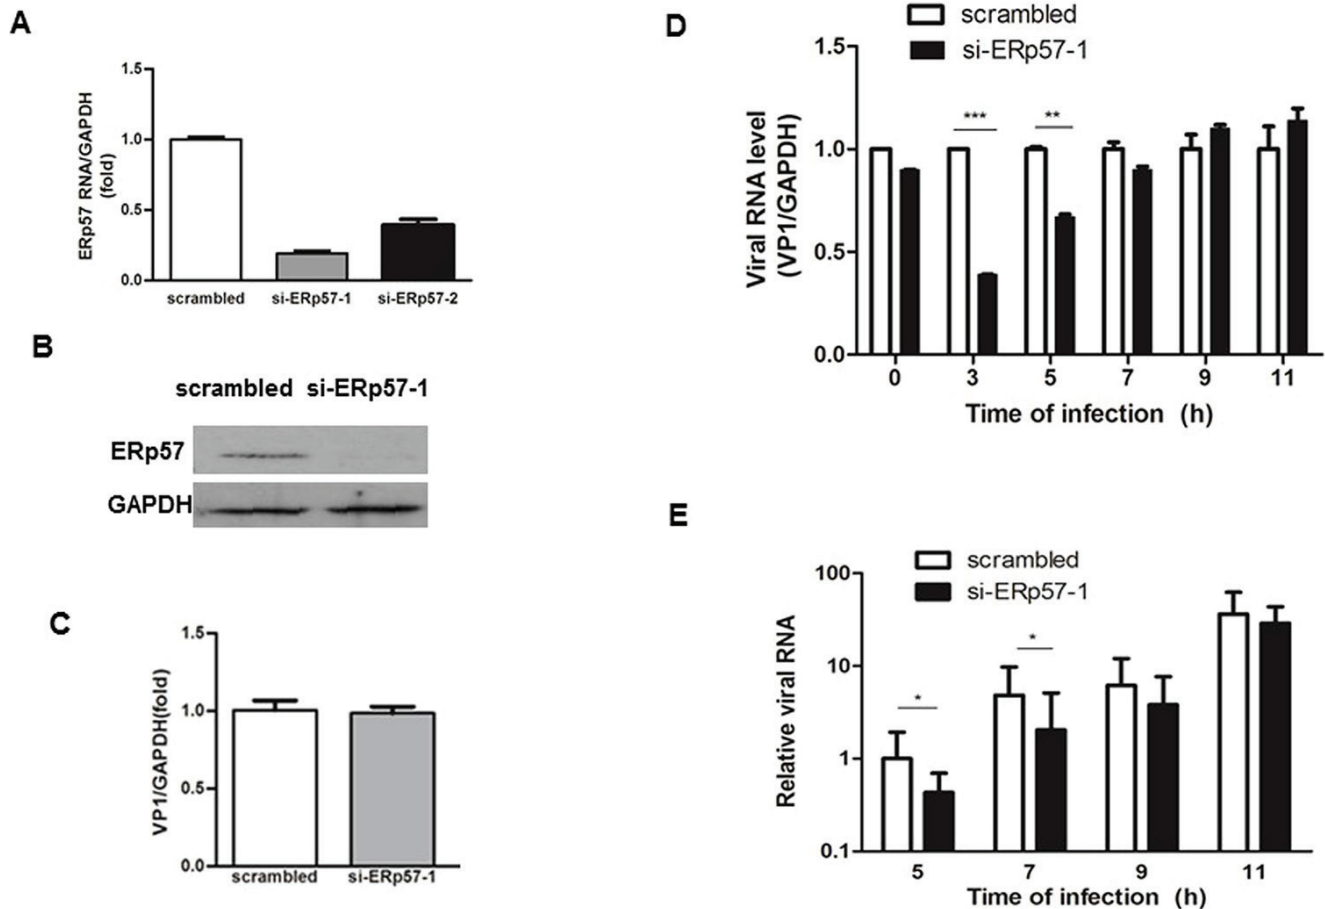 A
ERp57 RNA/GAPDH
(fold)
1.5
1.0
0.5
0.0
scrambled si-ERp57-1 si-ERp57-2
B
scrambled si-ERp57-1
ERp57
GAPDH
C
VP1/GAPDH(fold)
1.5
1.0
0.5
0.0
scrambled si-ERp57-1
D
scrambled
si-ERp57-1
Viral RNA level
(VP1/GAPDH)
1.5
1.0
0.5
0.0
*** **
0 3 5 7 9 11
Time of infection (h)
E
scrambled
si-ERp57-1
Relative viral RNA
100
10
1
0.1
* *
5 7 9 11
Time of infection (h)